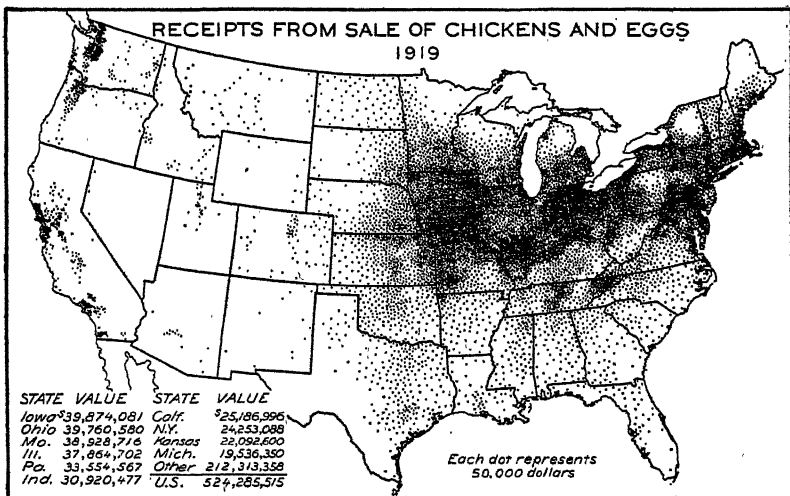 RECEIPTS FROM SALE OF CHICKENS AND EGGS
1919
STATE VALUE STATE VALUE
Iowa $39,874,081 Calf. $25,186,996
Ohio 39,760,580 N.Y. 24,253,088
Mo. 38,928,716 Kansas 22,092,600
Ill. 37,864,702 Mich. 19,536,350
Pa. 33,554,567 Other 212,313,358
Ind. 30,920,477 U.S. 524,285,515
Each dot represents
50,000 dollars